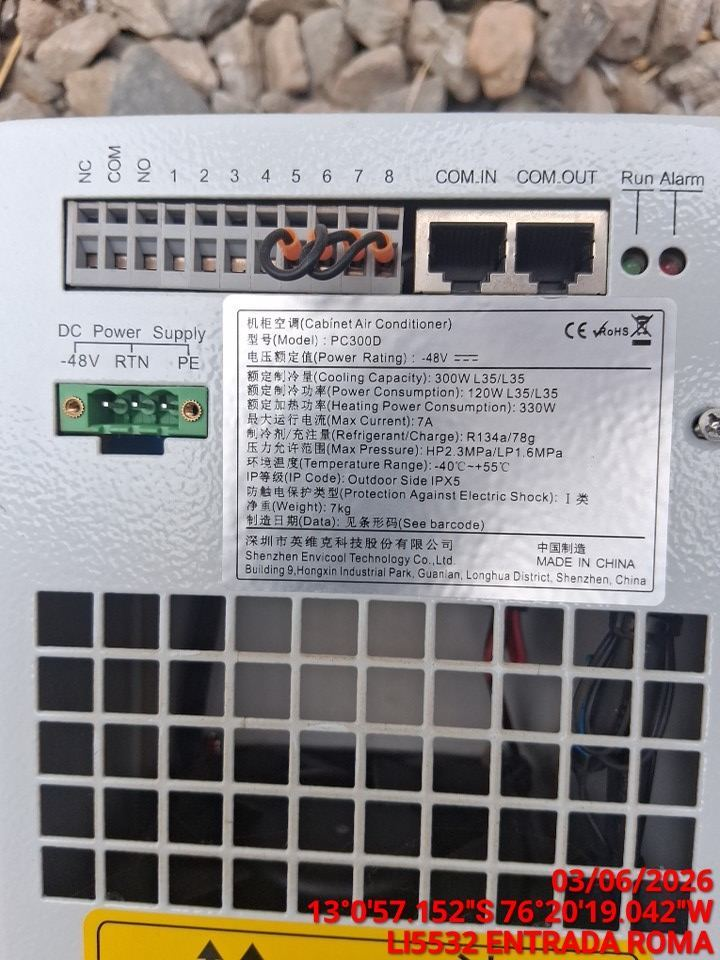 NC COM NO 1 2 3 4 5 6 7 8 COM.IN COM.OUT Run Alarm
DC Power Supply
-48V RTN PE
机柜空调(Cabinet Air Conditioner)
型号(Model) : PC300D
电压额定值(Power Rating) : -48V
CE RoHS
额定制冷量(Cooling Capacity): 300W L35/L35
额定制冷功率(Power Consumption): 120W L35/L35
额定加热功率(Heating Power Consumption): 330W
最大运行电流(Max Current): 7A
制冷剂/充注量(Refrigerant/Charge): R134a/78g
压力允许范围(Max Pressure): HP2.3MPa/LP1.6MPa
环境温度(Temperature Range): -40℃~+55℃
IP等级(IP Code): Outdoor Side IPX5
防触电保护类型(Protection Against Electric Shock): Ⅰ类
净重(Weight): 7kg
制造日期(Data): 见条形码(See barcode)
深圳市英维克科技股份有限公司
中国制造
Shenzhen Envicool Technology Co.,Ltd.
MADE IN CHINA
Building 9,Hongxin Industrial Park, Guanlan, Longhua District, Shenzhen, China
03/06/2026
13°0'57.152"S 76°20'19.042"W
LI5532 ENTRADA ROMA